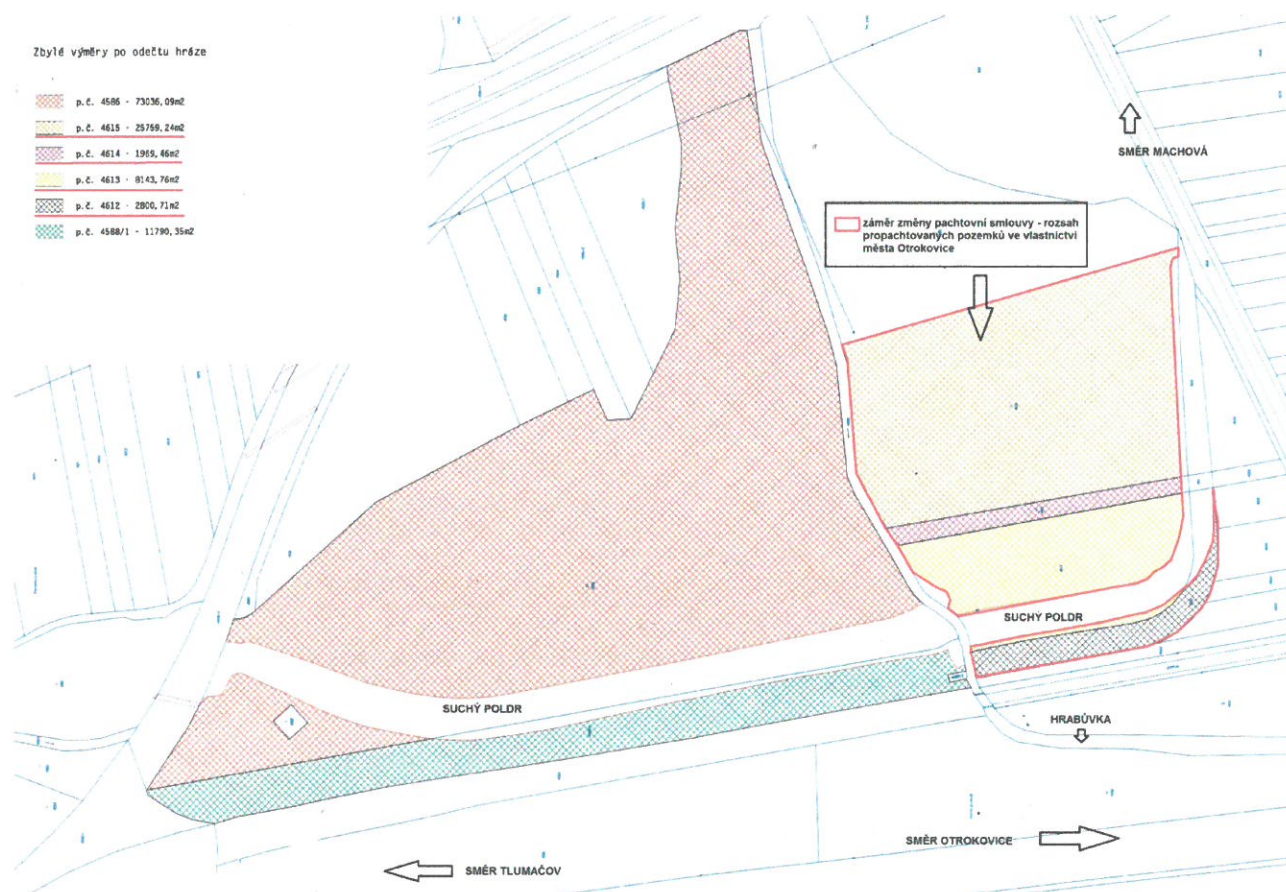 Zbylé výměry po odečtu hráze
p.č. 4586 - 73036,09m2
p.č. 4615 - 25759,24m2
p.č. 4614 - 1969,46m2
p.č. 4613 - 8143,76m2
p.č. 4612 - 2800,71m2
p.č. 4588/1 - 11790,35m2
SMĚR MACHOVÁ
záměr změny pachtovní smlouvy - rozsah
propachtovaných pozemků ve vlastnictví
města Otrokovice
SUCHÝ POLDR
SUCHÝ POLDR
HRABŮVKA
SMĚR OTROKOVICE
SMĚR TLUMAČOV